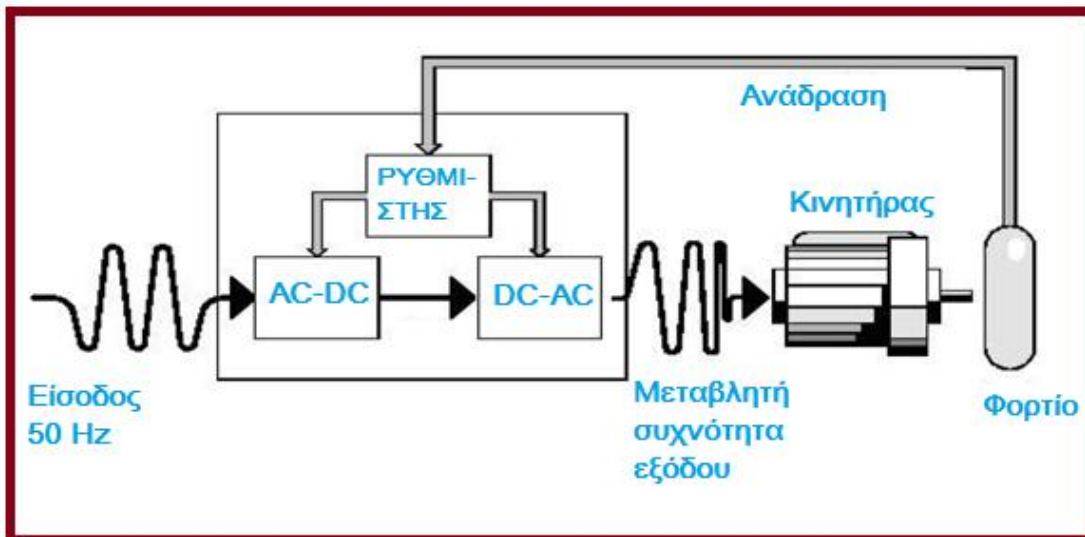 Ανάδραση
ΡΥΘΜΙ-
ΣΤΗΣ
Κινητήρας
AC-DC
DC-AC
Είσοδος
50 Hz
Μεταβλητή
συχνότητα
εξόδου
Φορτίο